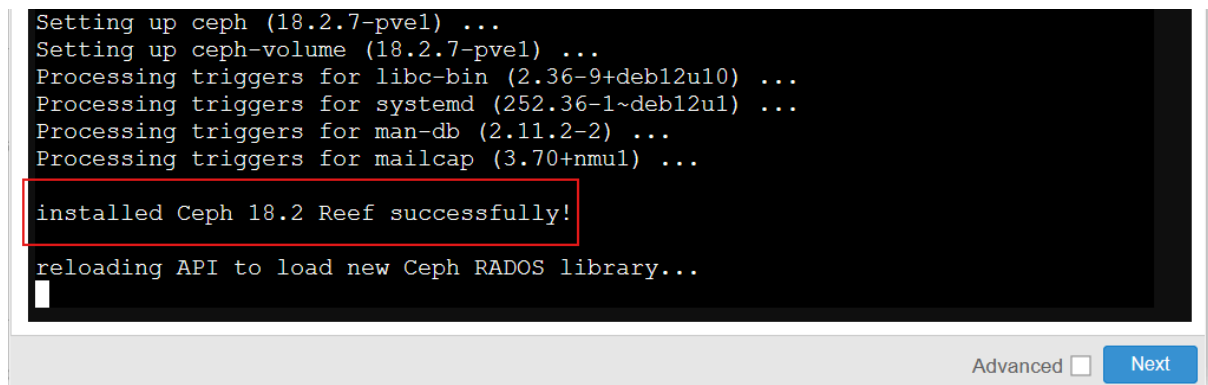 Setting up ceph (18.2.7-pve1) ...
Setting up ceph-volume (18.2.7-pve1) ...
Processing triggers for libc-bin (2.36-9+deb12u10) ...
Processing triggers for systemd (252.36-1~deb12u1) ...
Processing triggers for man-db (2.11.2-2) ...
Processing triggers for mailcap (3.70+nmu1) ...
installed Ceph 18.2 Reef successfully!
reloading API to load new Ceph RADOS library...
Advanced Next